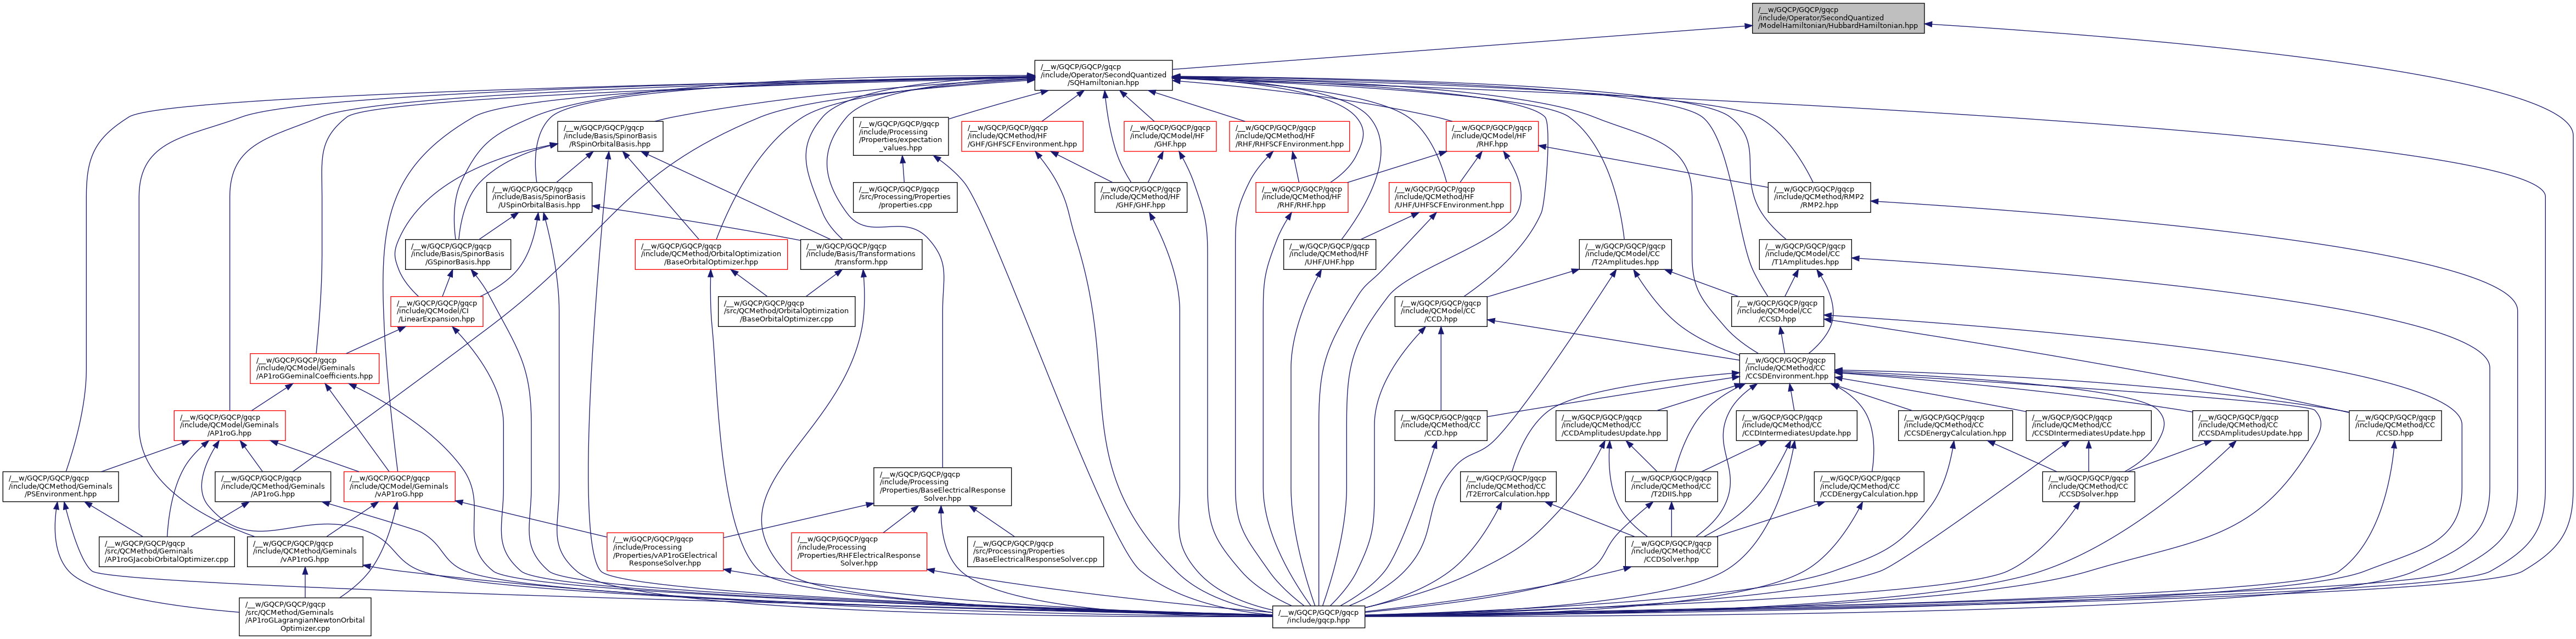 /__w/GQCP/GQCP/gqcp
/include/Operator/SecondQuantized
/ModelHamiltonian/HubbardHamiltonian.hpp
/__w/GQCP/GQCP/gqcp
/include/Operator/SecondQuantized
/SQHamiltonian.hpp
/__w/GQCP/GQCP/gqcp
/include/Basis/SpinorBasis
/RSpinOrbitalBasis.hpp
/__w/GQCP/GQCP/gqcp
/include/Processing
/Properties/expectation
_values.hpp
/__w/GQCP/GQCP/gqcp
/include/QCMethod/HF
/GHF/GHFSCFEnvironment.hpp
/__w/GQCP/GQCP/gqcp
/include/QCModel/HF
/GHF.hpp
/__w/GQCP/GQCP/gqcp
/include/QCMethod/HF
/RHF/RHFSCFEnvironment.hpp
/__w/GQCP/GQCP/gqcp
/include/QCModel/HF
/RHF.hpp
/__w/GQCP/GQCP/gqcp
/include/Basis/SpinorBasis
/USpinOrbitalBasis.hpp
/__w/GQCP/GQCP/gqcp
/src/Processing/Properties
/properties.cpp
/__w/GQCP/GQCP/gqcp
/include/QCMethod/HF
/GHF/GHF.hpp
/__w/GQCP/GQCP/gqcp
/include/QCMethod/HF
/RHF/RHF.hpp
/__w/GQCP/GQCP/gqcp
/include/QCMethod/HF
/UHF/UHFSCFEnvironment.hpp
/__w/GQCP/GQCP/gqcp
/include/QCMethod/RMP2
/RMP2.hpp
/__w/GQCP/GQCP/gqcp
/include/Basis/SpinorBasis
/GSpinorBasis.hpp
/__w/GQCP/GQCP/gqcp
/include/QCMethod/OrbitalOptimization
/BaseOrbitalOptimizer.hpp
/__w/GQCP/GQCP/gqcp
/include/Basis/Transformations
/transform.hpp
/__w/GQCP/GQCP/gqcp
/include/QCMethod/HF
/UHF/UHF.hpp
/__w/GQCP/GQCP/gqcp
/include/QCModel/CC
/T2Amplitudes.hpp
/__w/GQCP/GQCP/gqcp
/include/QCModel/CC
/T1Amplitudes.hpp
/__w/GQCP/GQCP/gqcp
/include/QCModel/CI
/LinearExpansion.hpp
/__w/GQCP/GQCP/gqcp
/src/QCMethod/OrbitalOptimization
/BaseOrbitalOptimizer.cpp
/__w/GQCP/GQCP/gqcp
/include/QCModel/CC
/CCD.hpp
/__w/GQCP/GQCP/gqcp
/include/QCModel/CC
/CCSD.hpp
/__w/GQCP/GQCP/gqcp
/include/QCModel/Geminals
/AP1roGGeminalCoefficients.hpp
/__w/GQCP/GQCP/gqcp
/include/QCMethod/CC
/CCSDEnvironment.hpp
/__w/GQCP/GQCP/gqcp
/include/QCModel/Geminals
/AP1roG.hpp
/__w/GQCP/GQCP/gqcp
/include/QCMethod/CC
/CCD.hpp
/__w/GQCP/GQCP/gqcp
/include/QCMethod/CC
/CCDAmplitudesUpdate.hpp
/__w/GQCP/GQCP/gqcp
/include/QCMethod/CC
/CCDIntermediatesUpdate.hpp
/__w/GQCP/GQCP/gqcp
/include/QCMethod/CC
/CCSDEnergyCalculation.hpp
/__w/GQCP/GQCP/gqcp
/include/QCMethod/CC
/CCSDIntermediatesUpdate.hpp
/__w/GQCP/GQCP/gqcp
/include/QCMethod/CC
/CCSDAmplitudesUpdate.hpp
/__w/GQCP/GQCP/gqcp
/include/QCMethod/CC
/CCSD.hpp
/__w/GQCP/GQCP/gqcp
/include/QCMethod/Geminals
/PSEnvironment.hpp
/__w/GQCP/GQCP/gqcp
/include/QCMethod/Geminals
/AP1roG.hpp
/__w/GQCP/GQCP/gqcp
/include/QCModel/Geminals
/vAP1roG.hpp
/__w/GQCP/GQCP/gqcp
/include/Processing
/Properties/BaseElectricalResponse
Solver.hpp
/__w/GQCP/GQCP/gqcp
/include/QCMethod/CC
/T2ErrorCalculation.hpp
/__w/GQCP/GQCP/gqcp
/include/QCMethod/CC
/T2DIIS.hpp
/__w/GQCP/GQCP/gqcp
/include/QCMethod/CC
/CCDEnergyCalculation.hpp
/__w/GQCP/GQCP/gqcp
/include/QCMethod/CC
/CCSDSolver.hpp
/__w/GQCP/GQCP/gqcp
/src/QCMethod/Geminals
/AP1roGJacobiOrbitalOptimizer.cpp
/__w/GQCP/GQCP/gqcp
/include/QCMethod/Geminals
/vAP1roG.hpp
/__w/GQCP/GQCP/gqcp
/include/Processing
/Properties/vAP1roGElectrical
ResponseSolver.hpp
/__w/GQCP/GQCP/gqcp
/include/Processing
/Properties/RHFElectricalResponse
Solver.hpp
/__w/GQCP/GQCP/gqcp
/src/Processing/Properties
/BaseElectricalResponseSolver.cpp
/__w/GQCP/GQCP/gqcp
/include/QCMethod/CC
/CCDSolver.hpp
/__w/GQCP/GQCP/gqcp
/src/QCMethod/Geminals
/AP1roGLagrangianNewtonOrbital
Optimizer.cpp
/__w/GQCP/GQCP/gqcp
/include/gqcp.hpp